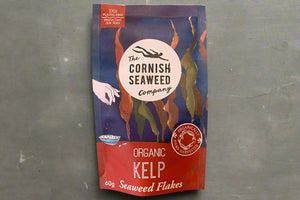 The
CORNISH
SEAWEED
Company
ORGANIC
KELP
60g Seaweed Flakes